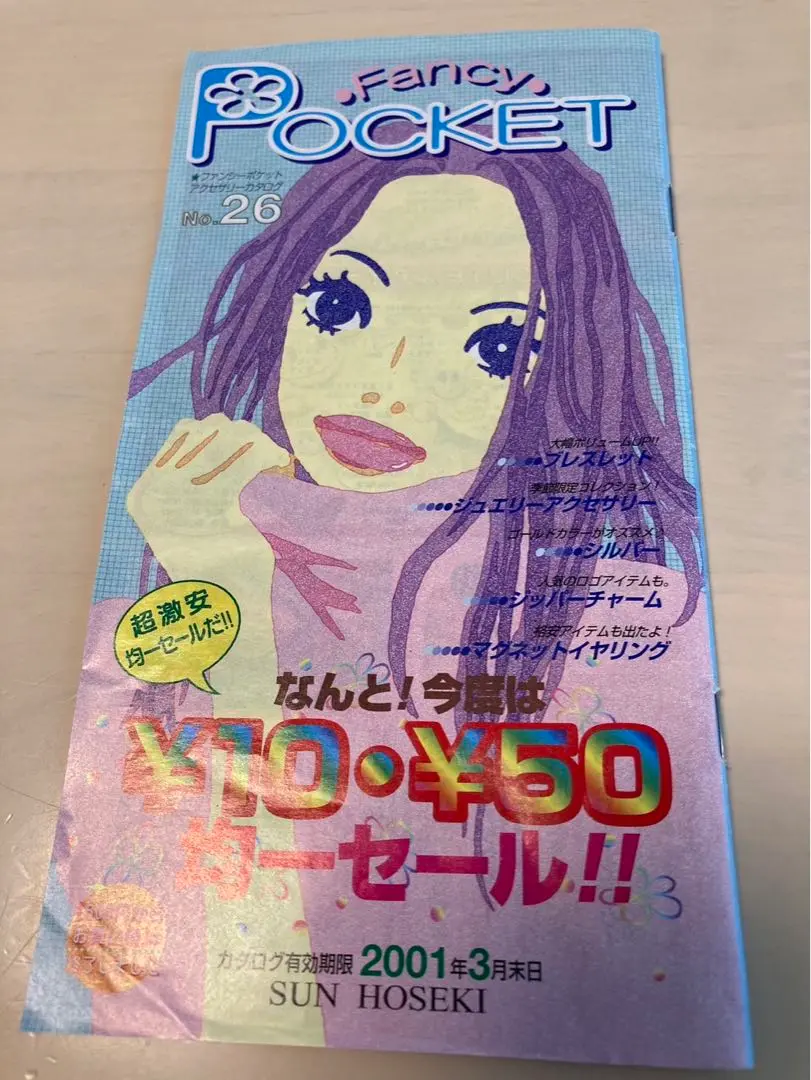 Fancy
POCKET
★ファンシーポケット
アクセサリーカタログ
No.26
大幅ボリュームUP!!
ブレスレット
季節限定コレクション!
ジュエリーアクセサリー
ゴールドカラーがオススメ!
シルバー
人気のロゴアイテムも。
ジッパーチャーム
格安アイテムも出たよ!
マグネットイヤリング
超激安
均一セールだ!!
なんと!今度は
¥10・¥50
均一セール!!
カタログ有効期限 2001年3月末日
SUN HOSEKI